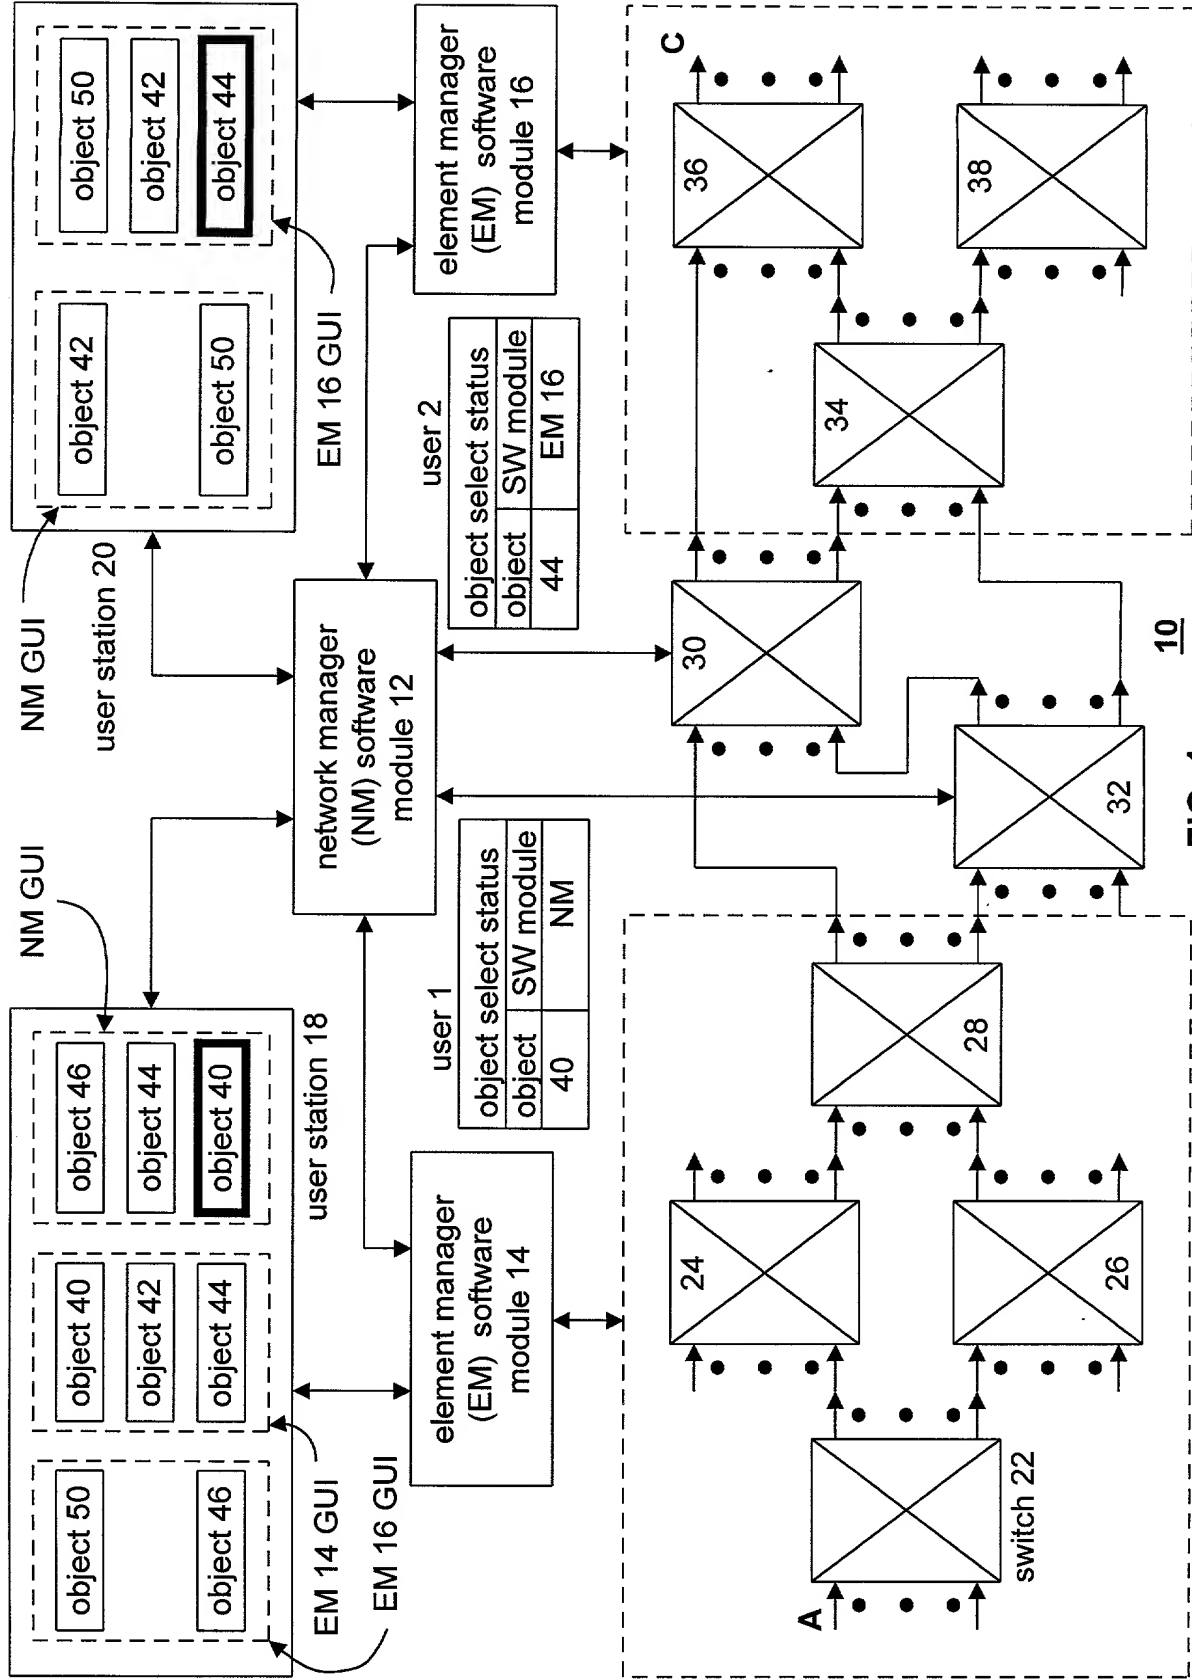 object 50
object 46
EM 14 GUI
EM 16 GUI
object 40
object 42
object 44
object 46
object 44
object 40
NM GUI
user station 18
NM GUI
user station 20
object 42
object 50
EM 16 GUI
object 50
object 42
object 44
element manager
(EM) software
module 14
network manager
(NM) software
module 12
element manager
(EM) software
module 16
user 1
object select status
object SW module
40 NM
user 2
object select status
object SW module
44 EM 16
A
switch 22
24
26
28
30
32
34
36
38
C
10